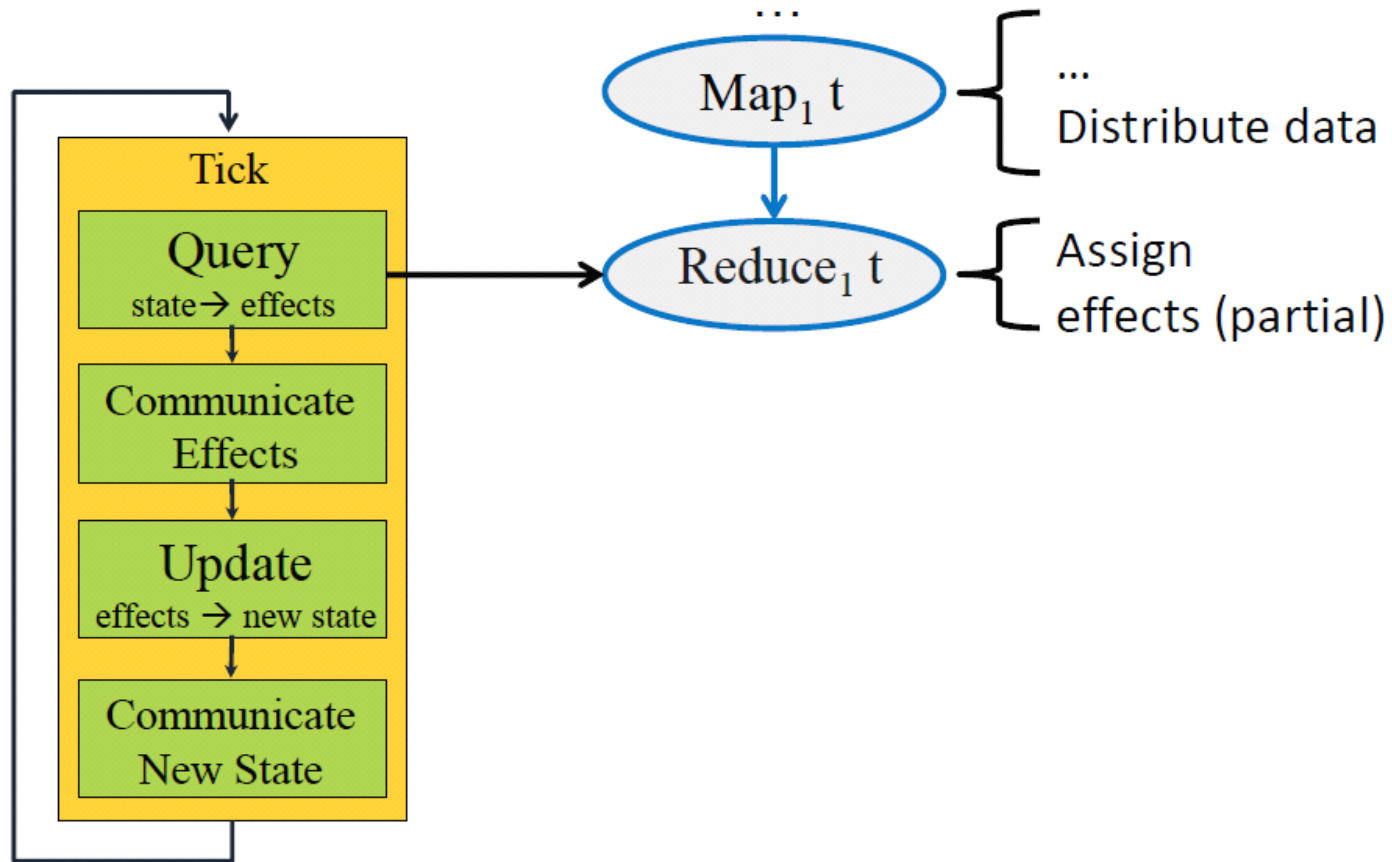 Tick
Query
state → effects
Communicate
Effects
Update
effects → new state
Communicate
New State
...
Map₁ t
Reduce₁ t
...
Distribute data
Assign
effects (partial)